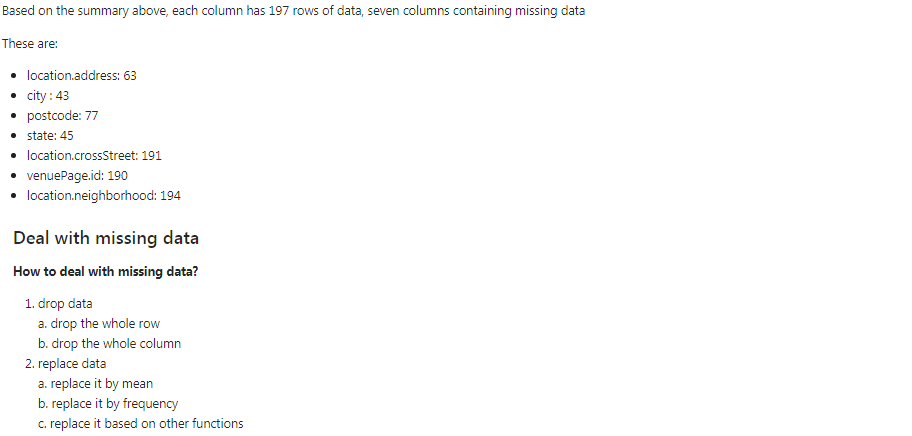 Based on the summary above, each column has 197 rows of data, seven columns containing missing data
These are:
• location.address: 63
• city : 43
• postcode: 77
• state: 45
• location.crossStreet: 191
• venuePage.id: 190
• location.neighborhood: 194
Deal with missing data
How to deal with missing data?
1. drop data
a. drop the whole row
b. drop the whole column
2. replace data
a. replace it by mean
b. replace it by frequency
c. replace it based on other functions